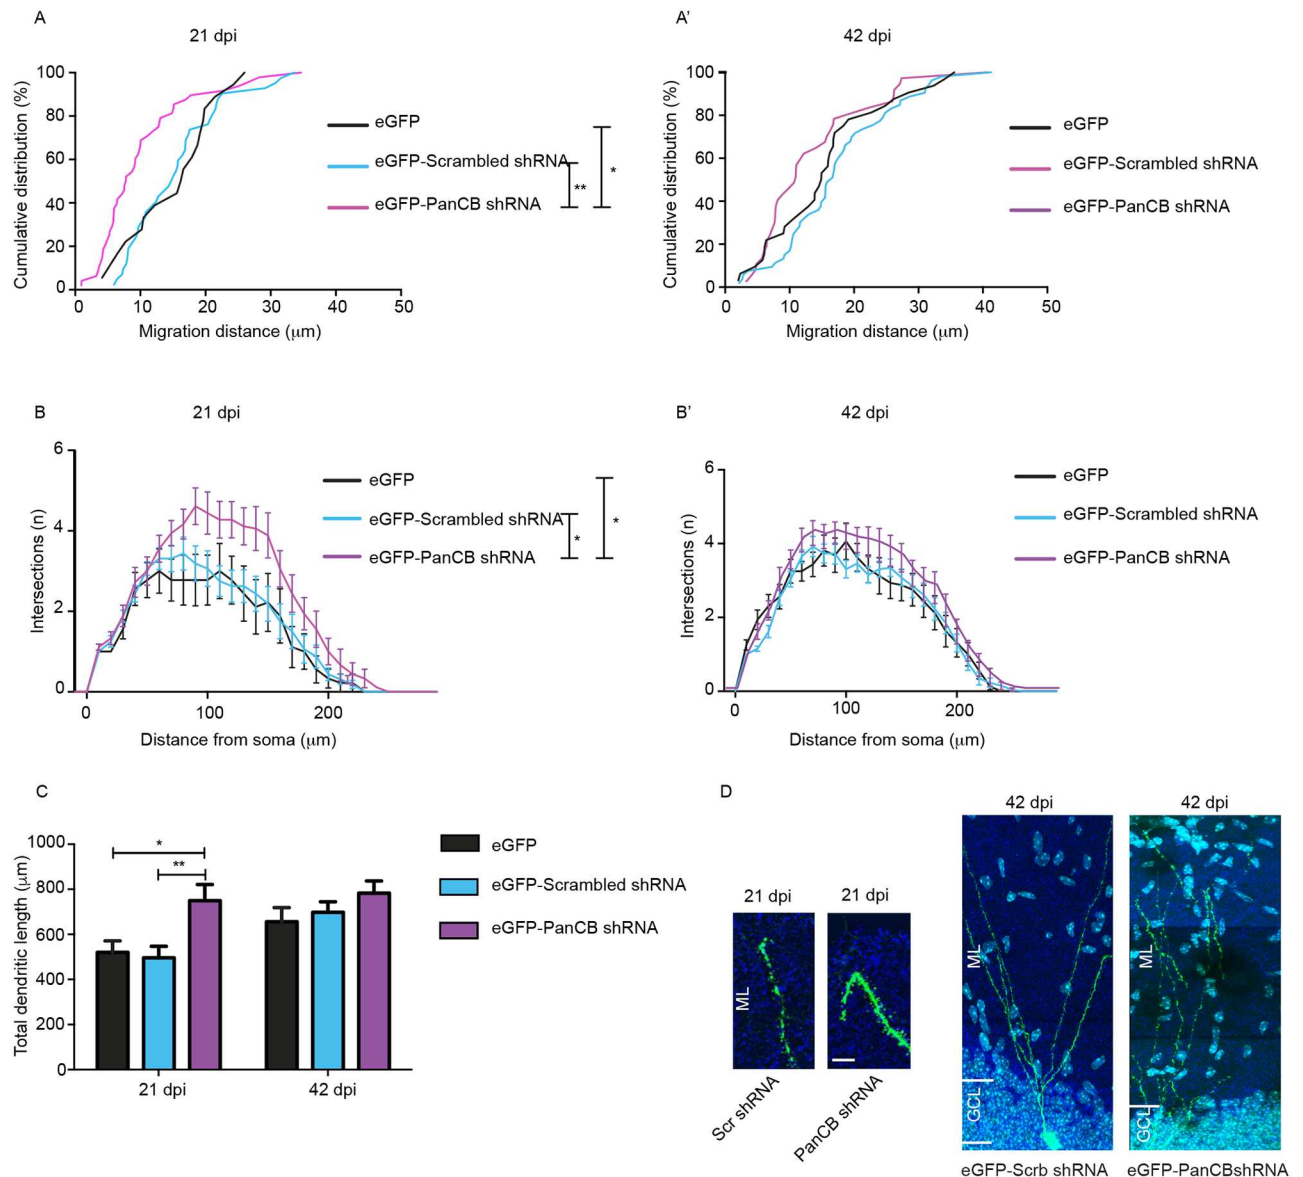 A
21 dpi
Cumulative distribution (%)
100
80
60
40
20
0
0 10 20 30 40 50
Migration distance (μm)
eGFP
eGFP-Scrambled shRNA
eGFP-PanCB shRNA
**
*
A'
42 dpi
Cumulative distribution (%)
100
80
60
40
20
0
0 10 20 30 40 50
Migration distance (μm)
eGFP
eGFP-Scrambled shRNA
eGFP-PanCB shRNA
B
21 dpi
Intersections (n)
6
4
2
0
0 100 200
Distance from soma (μm)
eGFP
eGFP-Scrambled shRNA
eGFP-PanCB shRNA
*
*
B'
42 dpi
Intersections (n)
6
4
2
0
0 100 200
Distance from soma (μm)
eGFP
eGFP-Scrambled shRNA
eGFP-PanCB shRNA
C
Total dendritic length (μm)
1000
800
600
400
200
0
*
**
21 dpi 42 dpi
eGFP
eGFP-Scrambled shRNA
eGFP-PanCB shRNA
D
21 dpi
ML
Scr shRNA
21 dpi
PanCB shRNA
42 dpi
ML
GCL
eGFP-Scrb shRNA
42 dpi
ML
GCL
eGFP-PanCBshRNA